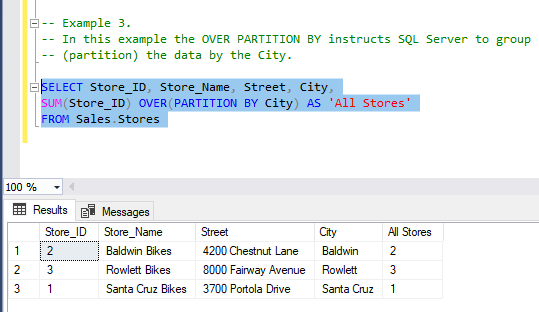 -- Example 3.
-- In this example the OVER PARTITION BY instructs SQL Server to group
-- (partition) the data by the City.
SELECT Store_ID, Store_Name, Street, City,
SUM(Store_ID) OVER(PARTITION BY City) AS 'All Stores'
FROM Sales.Stores
100 %
Results Messages
Store_ID Store_Name Street City All Stores
1 2 Baldwin Bikes 4200 Chestnut Lane Baldwin 2
2 3 Rowlett Bikes 8000 Fairway Avenue Rowlett 3
3 1 Santa Cruz Bikes 3700 Portola Drive Santa Cruz 1